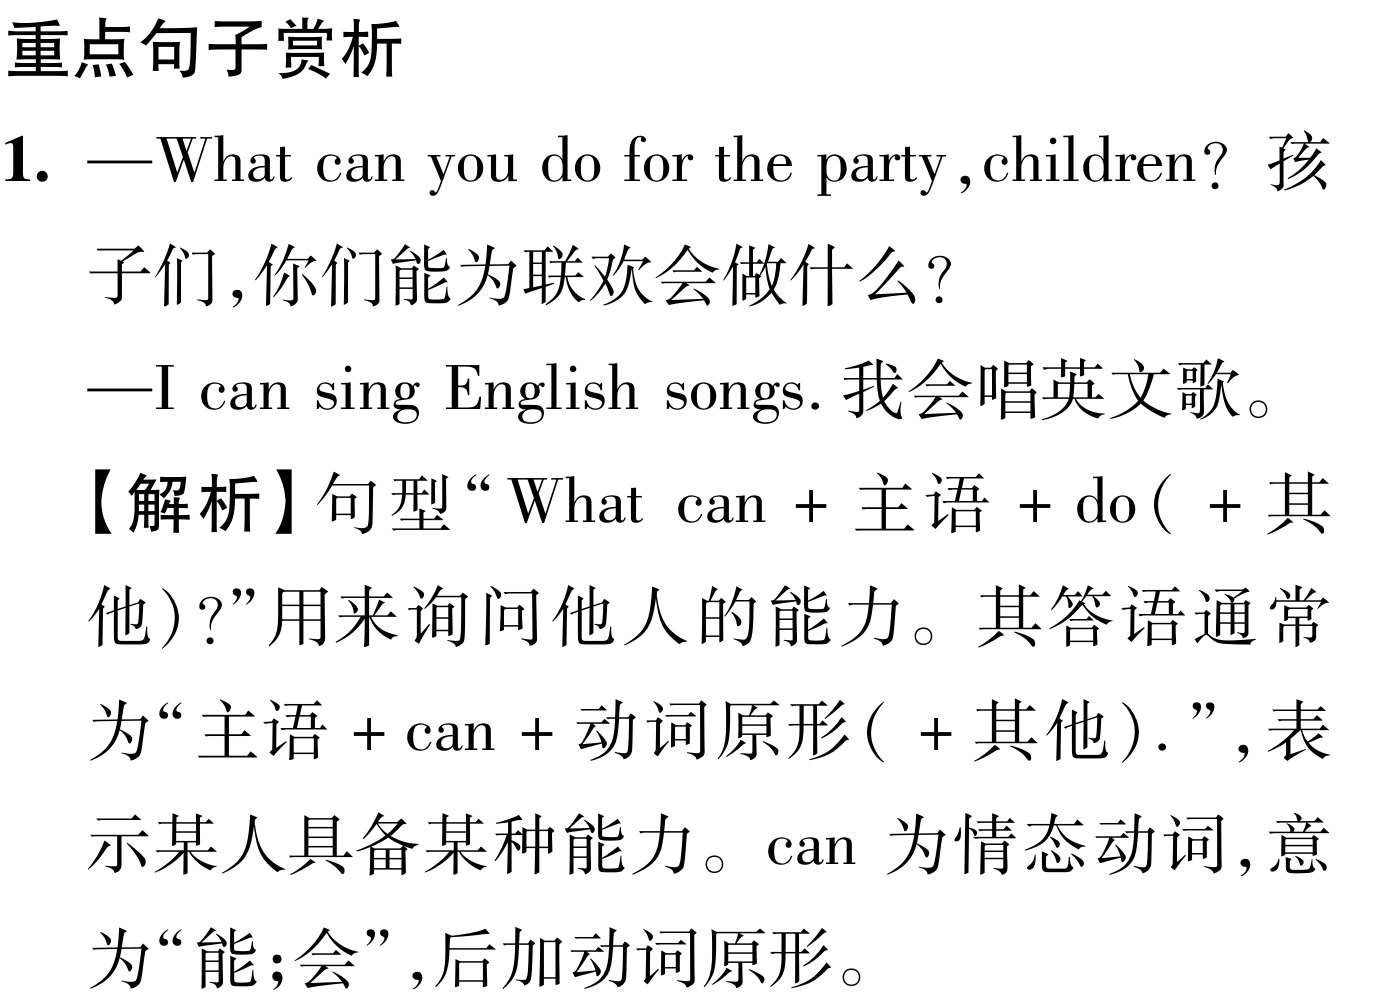 重点句子赏析
1. —What can you do for the party,children? 孩
子们,你们能为联欢会做什么?
—I can sing English songs. 我会唱英文歌。
【解析】句型“What can + 主语 + do( + 其
他)?”用来询问他人的能力。其答语通常
为“主语 + can + 动词原形( + 其他). ”,表
示某人具备某种能力。can 为情态动词,意
为“能;会”,后加动词原形。